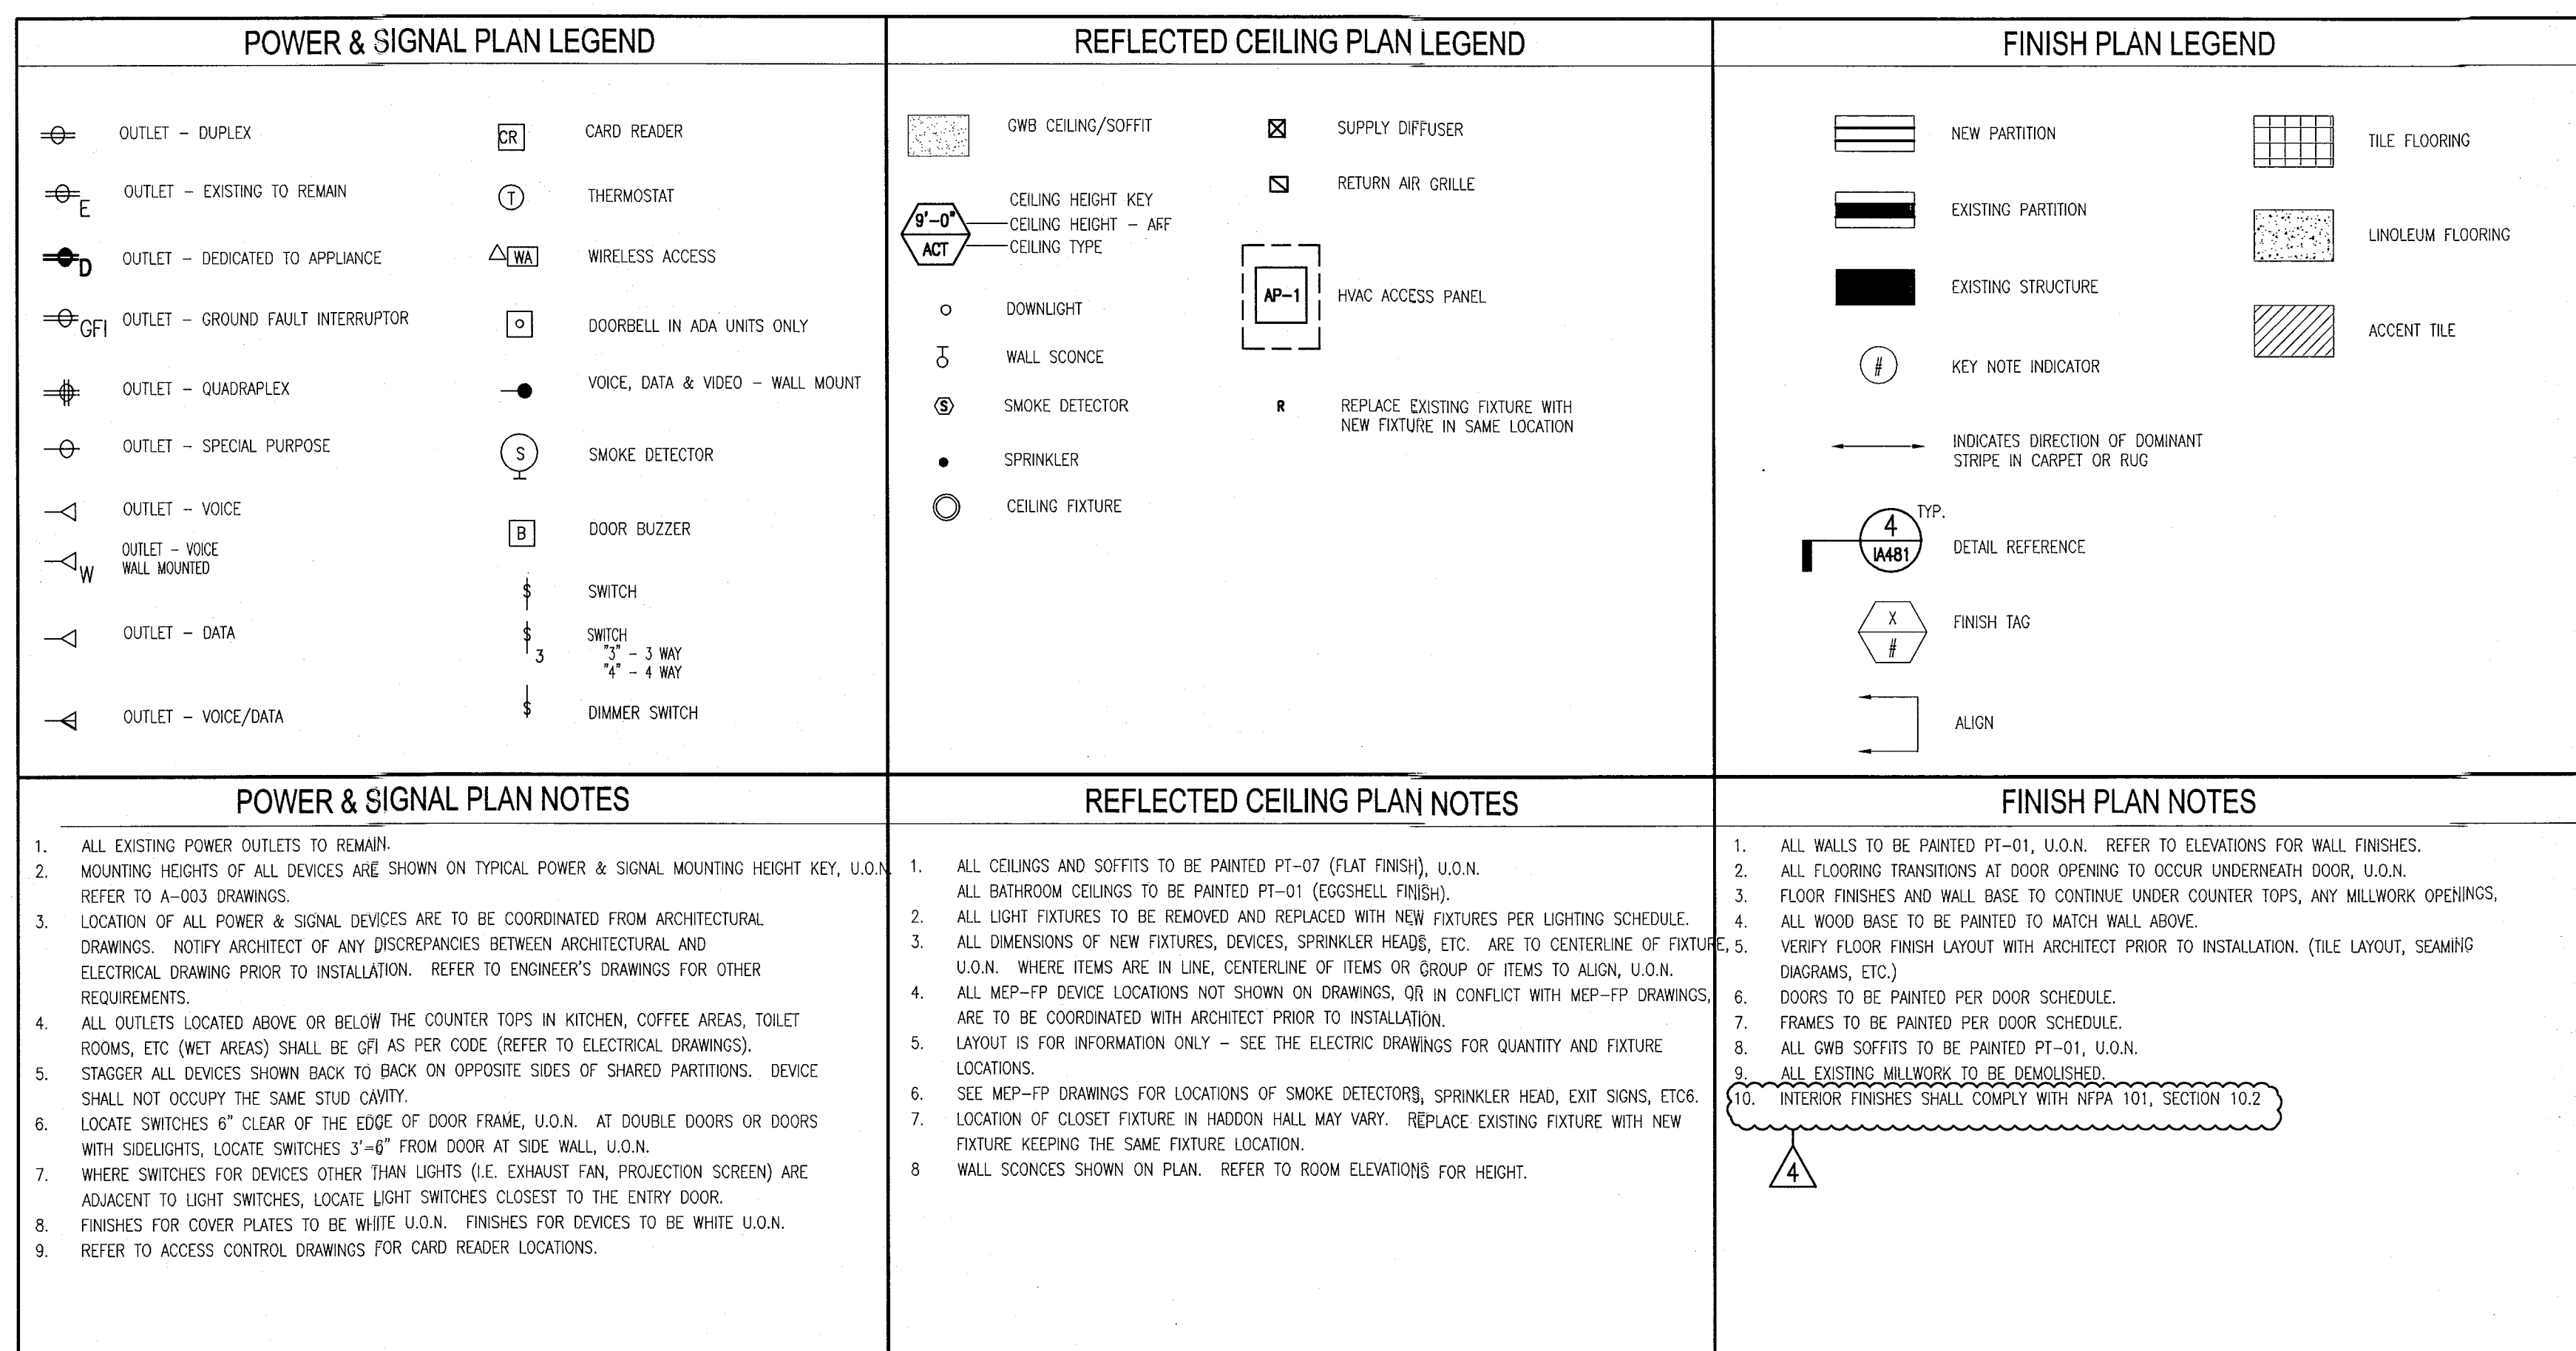 POWER & SIGNAL PLAN LEGEND
OUTLET – DUPLEX
E
OUTLET – EXISTING TO REMAIN
D
OUTLET – DEDICATED TO APPLIANCE
GFI
OUTLET – GROUND FAULT INTERRUPTOR
OUTLET – QUADRAPLEX
OUTLET – SPECIAL PURPOSE
OUTLET – VOICE
W
OUTLET – VOICE
WALL MOUNTED
OUTLET – DATA
OUTLET – VOICE/DATA
CR
CARD READER
T
THERMOSTAT
WA
WIRELESS ACCESS
DOORBELL IN ADA UNITS ONLY
VOICE, DATA & VIDEO – WALL MOUNT
S
SMOKE DETECTOR
B
DOOR BUZZER
$
SWITCH
$
3
SWITCH
"3" – 3 WAY
"4" – 4 WAY
$
DIMMER SWITCH
REFLECTED CEILING PLAN LEGEND
GWB CEILING/SOFFIT
CEILING HEIGHT KEY
9'–0"
CEILING HEIGHT – AFF
ACT
CEILING TYPE
DOWNLIGHT
WALL SCONCE
S
SMOKE DETECTOR
SPRINKLER
CEILING FIXTURE
SUPPLY DIFFUSER
RETURN AIR GRILLE
AP–1
HVAC ACCESS PANEL
R
REPLACE EXISTING FIXTURE WITH
NEW FIXTURE IN SAME LOCATION
FINISH PLAN LEGEND
NEW PARTITION
EXISTING PARTITION
EXISTING STRUCTURE
#
KEY NOTE INDICATOR
INDICATES DIRECTION OF DOMINANT
STRIPE IN CARPET OR RUG
TYP.
4
IA481
DETAIL REFERENCE
X
#
FINISH TAG
ALIGN
TILE FLOORING
LINOLEUM FLOORING
ACCENT TILE
POWER & SIGNAL PLAN NOTES
1. ALL EXISTING POWER OUTLETS TO REMAIN.
2. MOUNTING HEIGHTS OF ALL DEVICES ARE SHOWN ON TYPICAL POWER & SIGNAL MOUNTING HEIGHT KEY, U.O.N
REFER TO A–003 DRAWINGS.
3. LOCATION OF ALL POWER & SIGNAL DEVICES ARE TO BE COORDINATED FROM ARCHITECTURAL
DRAWINGS. NOTIFY ARCHITECT OF ANY DISCREPANCIES BETWEEN ARCHITECTURAL AND
ELECTRICAL DRAWING PRIOR TO INSTALLATION. REFER TO ENGINEER'S DRAWINGS FOR OTHER
REQUIREMENTS.
4. ALL OUTLETS LOCATED ABOVE OR BELOW THE COUNTER TOPS IN KITCHEN, COFFEE AREAS, TOILET
ROOMS, ETC (WET AREAS) SHALL BE GFI AS PER CODE (REFER TO ELECTRICAL DRAWINGS).
5. STAGGER ALL DEVICES SHOWN BACK TO BACK ON OPPOSITE SIDES OF SHARED PARTITIONS. DEVICE
SHALL NOT OCCUPY THE SAME STUD CAVITY.
6. LOCATE SWITCHES 6" CLEAR OF THE EDGE OF DOOR FRAME, U.O.N. AT DOUBLE DOORS OR DOORS
WITH SIDELIGHTS, LOCATE SWITCHES 3'=6" FROM DOOR AT SIDE WALL, U.O.N.
7. WHERE SWITCHES FOR DEVICES OTHER THAN LIGHTS (I.E. EXHAUST FAN, PROJECTION SCREEN) ARE
ADJACENT TO LIGHT SWITCHES, LOCATE LIGHT SWITCHES CLOSEST TO THE ENTRY DOOR.
8. FINISHES FOR COVER PLATES TO BE WHITE U.O.N. FINISHES FOR DEVICES TO BE WHITE U.O.N.
9. REFER TO ACCESS CONTROL DRAWINGS FOR CARD READER LOCATIONS.
REFLECTED CEILING PLAN NOTES
1. ALL CEILINGS AND SOFFITS TO BE PAINTED PT–07 (FLAT FINISH), U.O.N.
ALL BATHROOM CEILINGS TO BE PAINTED PT–01 (EGGSHELL FINISH).
2. ALL LIGHT FIXTURES TO BE REMOVED AND REPLACED WITH NEW FIXTURES PER LIGHTING SCHEDULE.
3. ALL DIMENSIONS OF NEW FIXTURES, DEVICES, SPRINKLER HEADS, ETC. ARE TO CENTERLINE OF FIXTURE,
U.O.N. WHERE ITEMS ARE IN LINE, CENTERLINE OF ITEMS OR GROUP OF ITEMS TO ALIGN, U.O.N.
4. ALL MEP–FP DEVICE LOCATIONS NOT SHOWN ON DRAWINGS, OR IN CONFLICT WITH MEP–FP DRAWINGS,
ARE TO BE COORDINATED WITH ARCHITECT PRIOR TO INSTALLATION.
5. LAYOUT IS FOR INFORMATION ONLY – SEE THE ELECTRIC DRAWINGS FOR QUANTITY AND FIXTURE
LOCATIONS.
6. SEE MEP–FP DRAWINGS FOR LOCATIONS OF SMOKE DETECTORS, SPRINKLER HEAD, EXIT SIGNS, ETC6.
7. LOCATION OF CLOSET FIXTURE IN HADDON HALL MAY VARY. REPLACE EXISTING FIXTURE WITH NEW
FIXTURE KEEPING THE SAME FIXTURE LOCATION.
8 WALL SCONCES SHOWN ON PLAN. REFER TO ROOM ELEVATIONS FOR HEIGHT.
FINISH PLAN NOTES
1. ALL WALLS TO BE PAINTED PT–01, U.O.N. REFER TO ELEVATIONS FOR WALL FINISHES.
2. ALL FLOORING TRANSITIONS AT DOOR OPENING TO OCCUR UNDERNEATH DOOR, U.O.N.
3. FLOOR FINISHES AND WALL BASE TO CONTINUE UNDER COUNTER TOPS, ANY MILLWORK OPENINGS,
4. ALL WOOD BASE TO BE PAINTED TO MATCH WALL ABOVE.
5. VERIFY FLOOR FINISH LAYOUT WITH ARCHITECT PRIOR TO INSTALLATION. (TILE LAYOUT, SEAMING
DIAGRAMS, ETC.)
6. DOORS TO BE PAINTED PER DOOR SCHEDULE.
7. FRAMES TO BE PAINTED PER DOOR SCHEDULE.
8. ALL GWB SOFFITS TO BE PAINTED PT–01, U.O.N.
9. ALL EXISTING MILLWORK TO BE DEMOLISHED.
10. INTERIOR FINISHES SHALL COMPLY WITH NFPA 101, SECTION 10.2
4